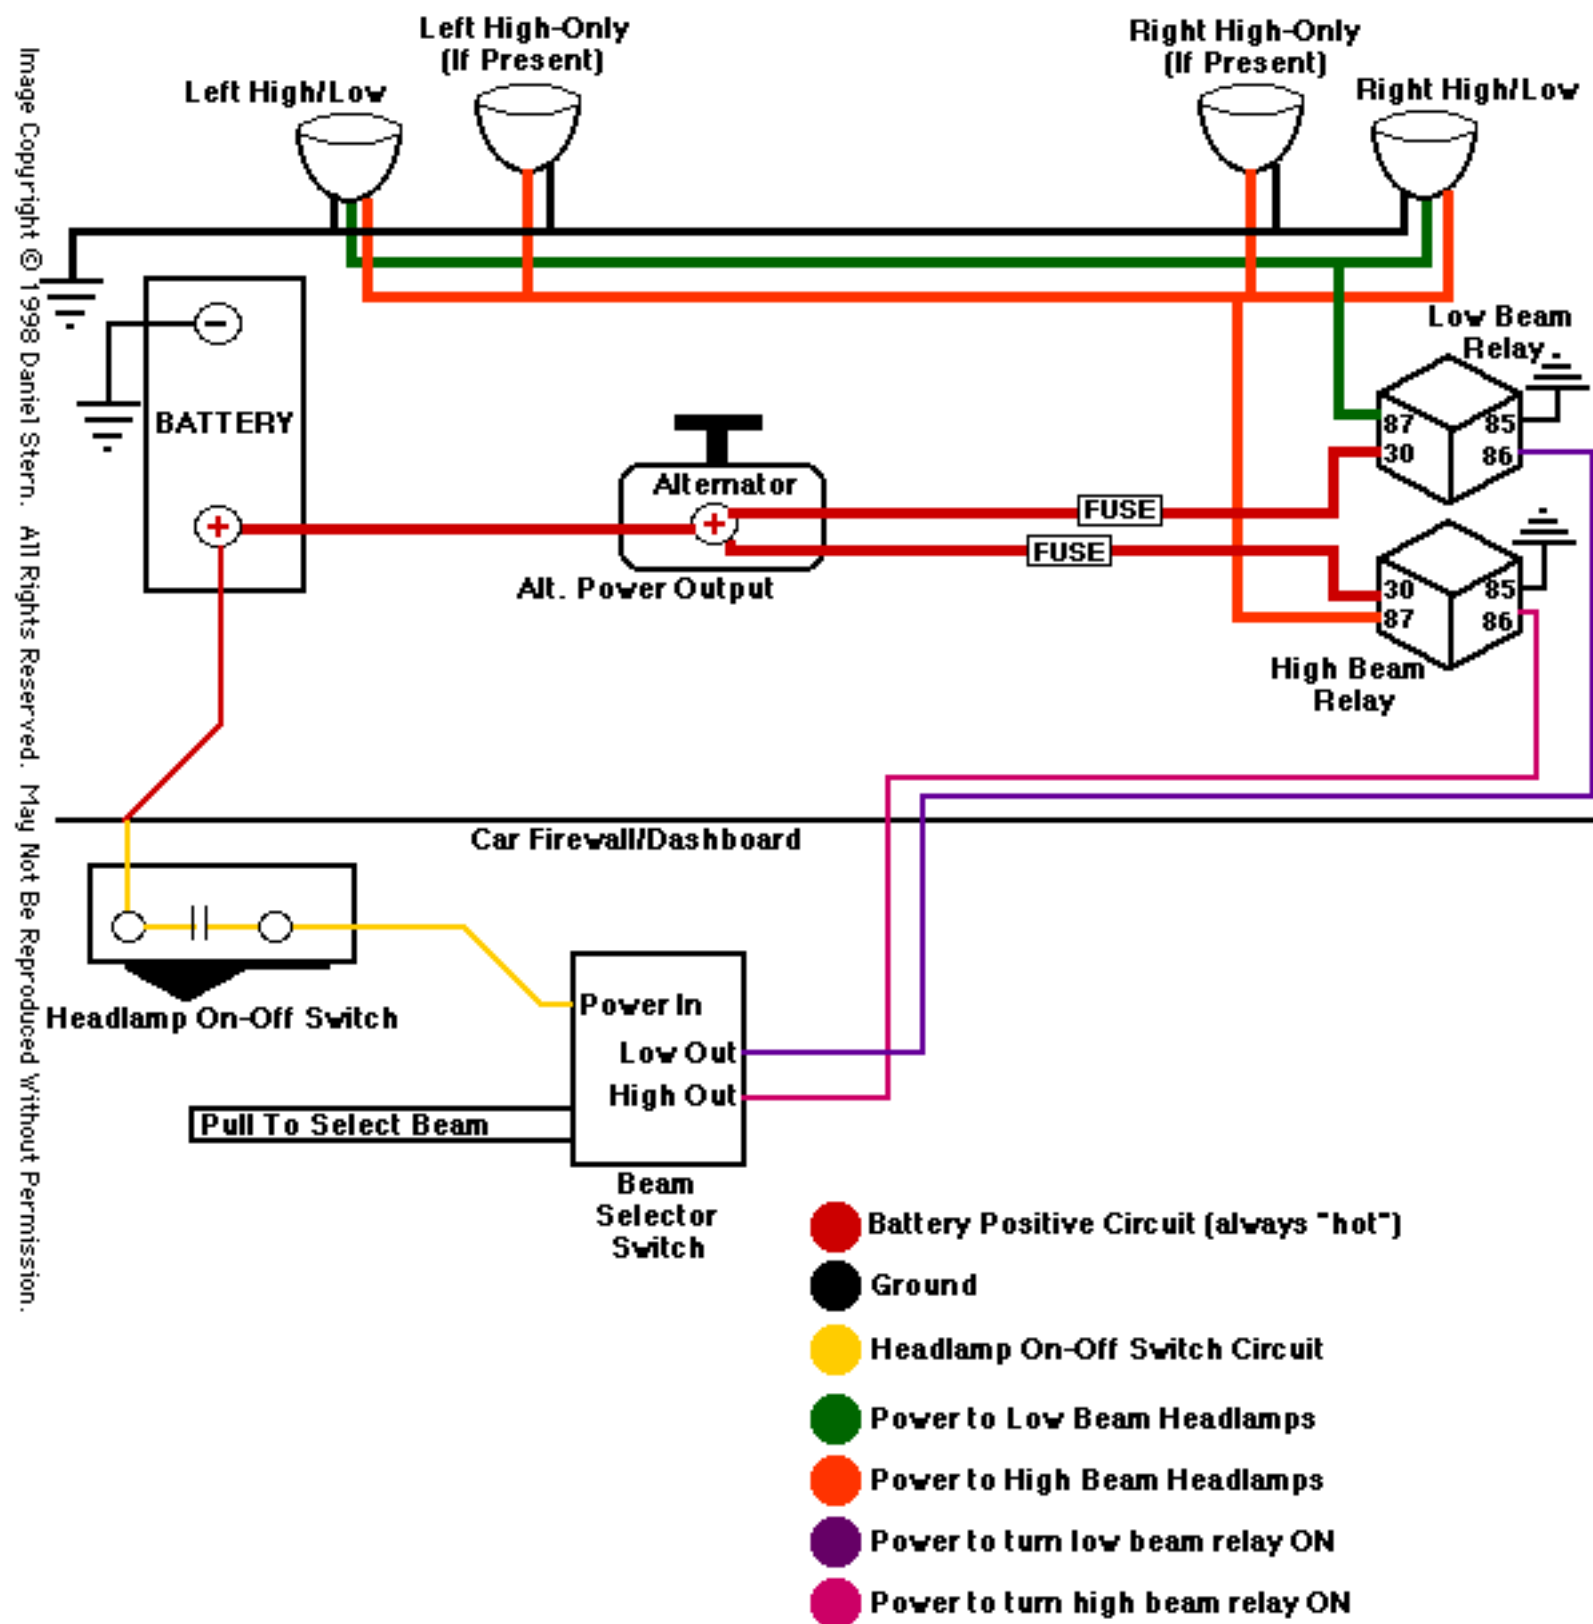 Left High-Only
(If Present)
Right High-Only
(If Present)
Left High/Low
Right High/Low
Low Beam
Relay
BATTERY
87
85
30
86
Alternator
FUSE
FUSE
Alt. Power Output
30
85
87
86
High Beam
Relay
Car Firewall/Dashboard
Headlamp On-Off Switch
Power In
Low Out
High Out
Pull To Select Beam
Beam
Selector
Switch
Battery Positive Circuit (always "hot")
Ground
Headlamp On-Off Switch Circuit
Power to Low Beam Headlamps
Power to High Beam Headlamps
Power to turn low beam relay ON
Power to turn high beam relay ON
Image Copyright © 1998 Daniel Stern. All Rights Reserved. May Not Be Reproduced Without Permission.